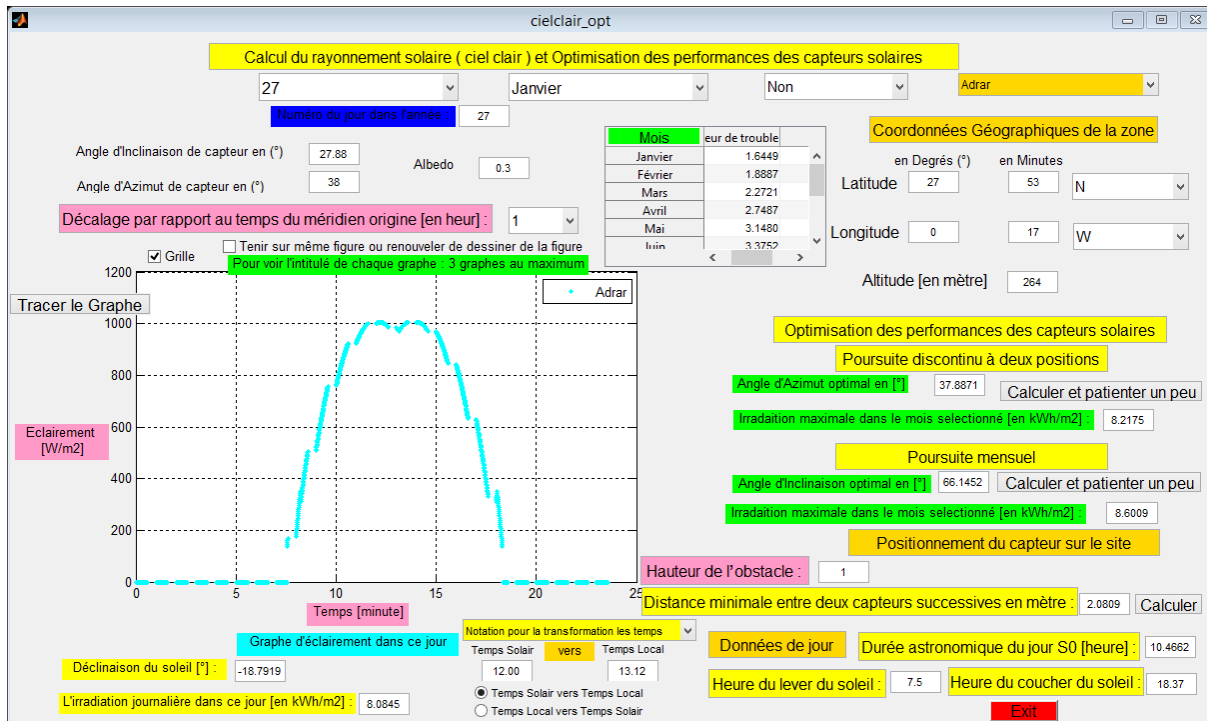 cielclair_opt
Calcul du rayonnement solaire ( ciel clair ) et Optimisation des performances des capteurs solaires
27
Janvier
Non
Adrar
Numéro du jour dans l'année :
27
Angle d'Inclinaison de capteur en (°)
27.88
Albedo
0.3
Angle d'Azimut de capteur en (°)
38
Décalage par rapport au temps du méridien origine [en heur] :
1
Mois eur de trouble
Janvier 1.6449
Février 1.8887
Mars 2.2721
Avril 2.7487
Mai 3.1480
Juin 3.3752
Coordonnées Géographiques de la zone
en Degrés (°) en Minutes
Latitude 27 53 N
Longitude 0 17 W
Altitude [en mètre] 264
Grille
Tenir sur même figure ou renouveler de dessiner de la figure
Pour voir l'intitulé de chaque graphe : 3 graphes au maximum
Tracer le Graphe
Adrar
1200
1000
800
600
400
200
0
Eclairement
[W/m2]
0 5 10 15 20 25
Temps [minute]
Optimisation des performances des capteurs solaires
Poursuite discontinu à deux positions
Angle d'Azimut optimal en [°]
37.8871
Calculer et patienter un peu
Irradaition maximale dans le mois selectionné [en kWh/m2] :
8.2175
Poursuite mensuel
Angle d'Inclinaison optimal en [°]
66.1452
Calculer et patienter un peu
Irradaition maximale dans le mois selectionné [en kWh/m2] :
8.6009
Positionnement du capteur sur le site
Hauteur de l'obstacle :
1
Distance minimale entre deux capteurs successives en mètre :
2.0809
Calculer
Graphe d'éclairement dans ce jour
Déclinaison du soleil [°] :
-18.7919
L'irradiation journalière dans ce jour [en kWh/m2] :
8.0845
Notation pour la transformation les temps
Temps Solair vers Temps Local
12.00 13.12
Temps Solair vers Temps Local
Temps Local vers Temps Solair
Données de jour
Durée astronomique du jour S0 [heure] :
10.4662
Heure du lever du soleil :
7.5
Heure du coucher du soleil :
18.37
Exit